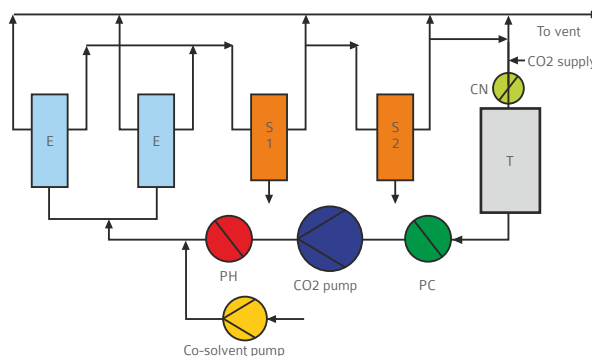 To vent
CO2 supply
CN
E
E
S
1
S
2
T
PH
CO2 pump
PC
Co-solvent pump